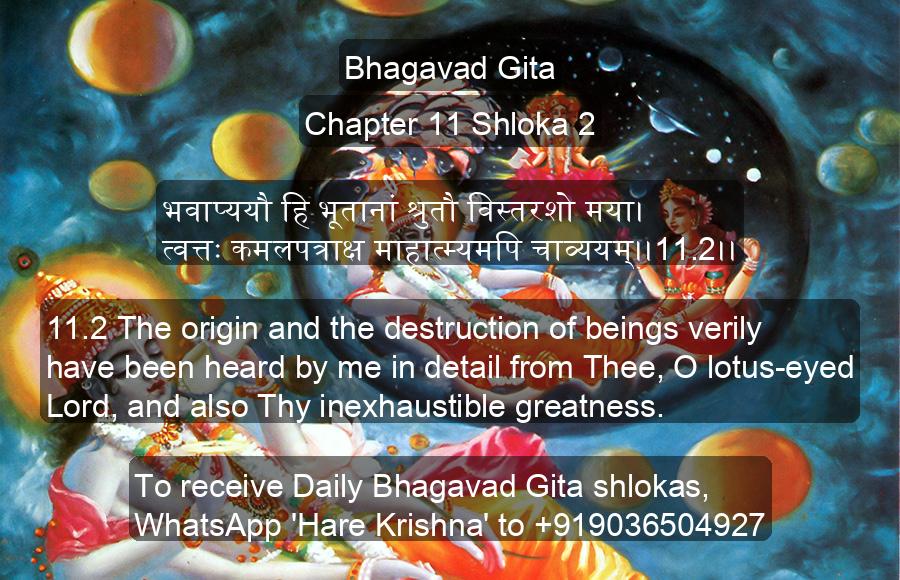 Bhagavad Gita
Chapter 11 Shloka 2
भवाप्ययौ हि भूतानां श्रुतौ विस्तरशो मया।
त्वत्तः कमलपत्राक्ष माहात्म्यमपि चाव्ययम्।।11.2।।
11.2 The origin and the destruction of beings verily
have been heard by me in detail from Thee, O lotus-eyed
Lord, and also Thy inexhaustible greatness.
To receive Daily Bhagavad Gita shlokas,
WhatsApp 'Hare Krishna' to +919036504927